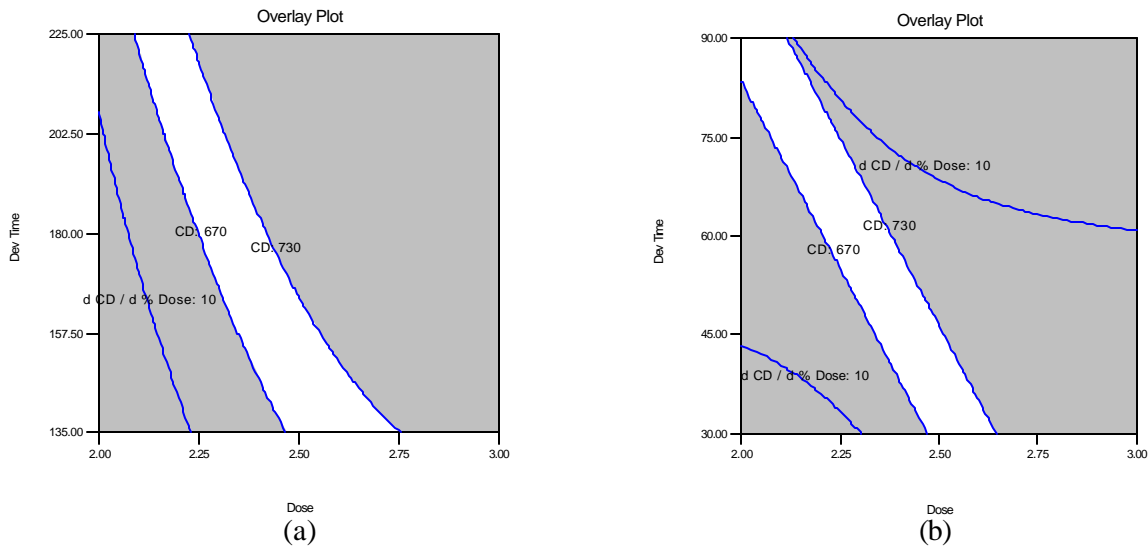 Overlay Plot
225.00
202.50
180.00
157.50
135.00
Dev Time
CD: 670
CD: 730
d CD / d % Dose: 10
2.00
2.25
2.50
2.75
3.00
Dose
(a)
Overlay Plot
90.00
75.00
60.00
45.00
30.00
Dev Time
d CD / d % Dose: 10
CD: 730
CD: 670
d CD / d % Dose: 10
2.00
2.25
2.50
2.75
3.00
Dose
(b)